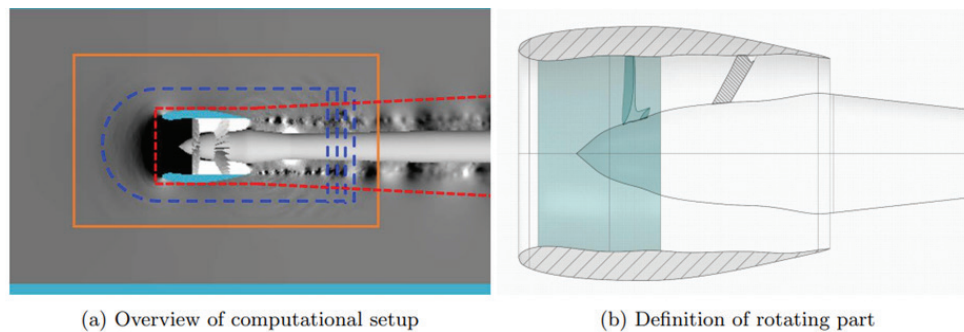 (a) Overview of computational setup
(b) Definition of rotating part